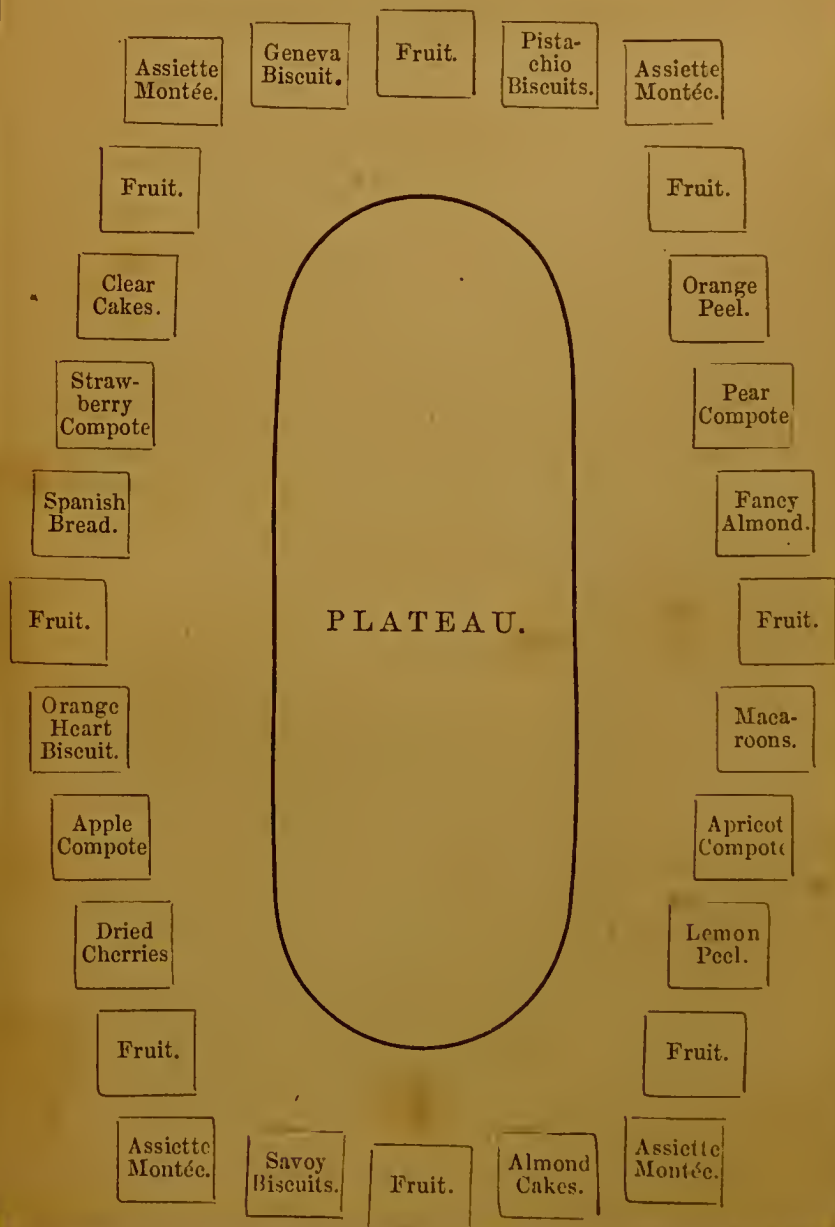 Assiette
Montée.
Geneva
Biscuit.
Fruit.
Pista-
chio
Biscuits.
Assiette
Montée.
Fruit.
Fruit.
Clear
Cakes.
Orange
Peel.
Straw-
berry
Compote
Pear
Compote
Spanish
Bread.
Fancy
Almond.
Fruit.
PLATEAU.
Fruit.
Orange
Heart
Biscuit.
Maca-
roons.
Apple
Compote
Apricot
Compote
Dried
Cherries
Lemon
Peel.
Fruit.
Fruit.
Assiette
Montée.
Savoy
Biscuits.
Fruit.
Almond
Cakes.
Assiette
Montée.